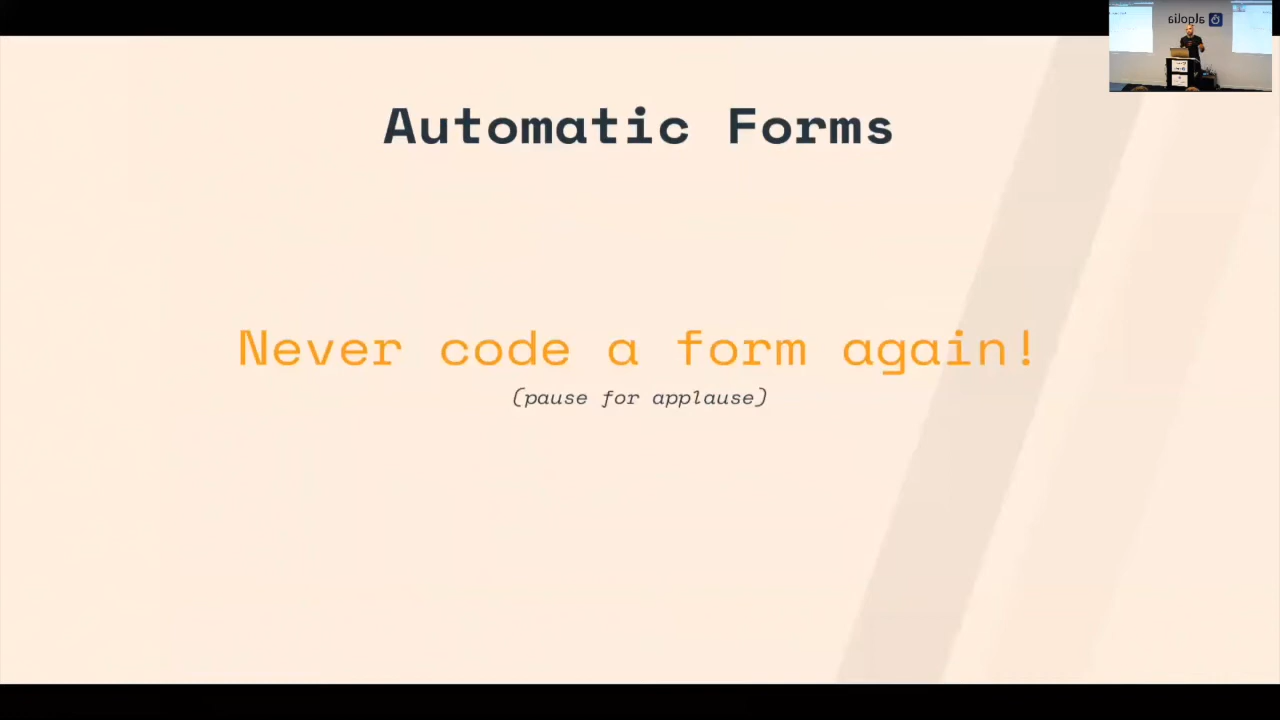 Automatic Forms
Never code a form again!
(pause for applause)
algolia